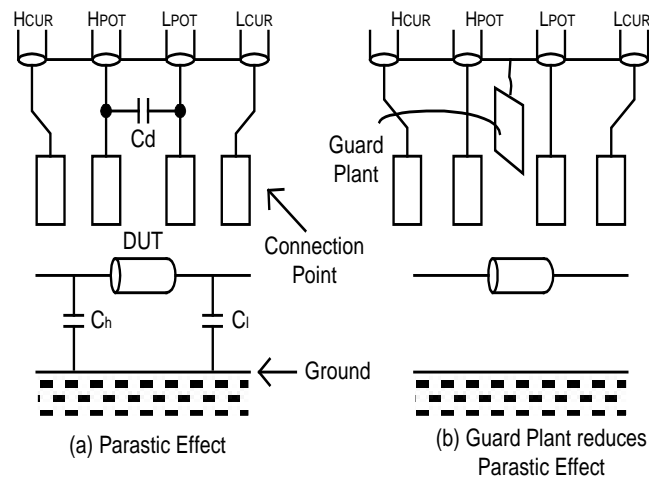 HCUR HPOT LPOT LCUR
Cd
Connection
Point
DUT
Ch
Cl
Ground
(a) Parastic Effect
HCUR HPOT LPOT LCUR
Guard
Plant
(b) Guard Plant reduces
Parastic Effect